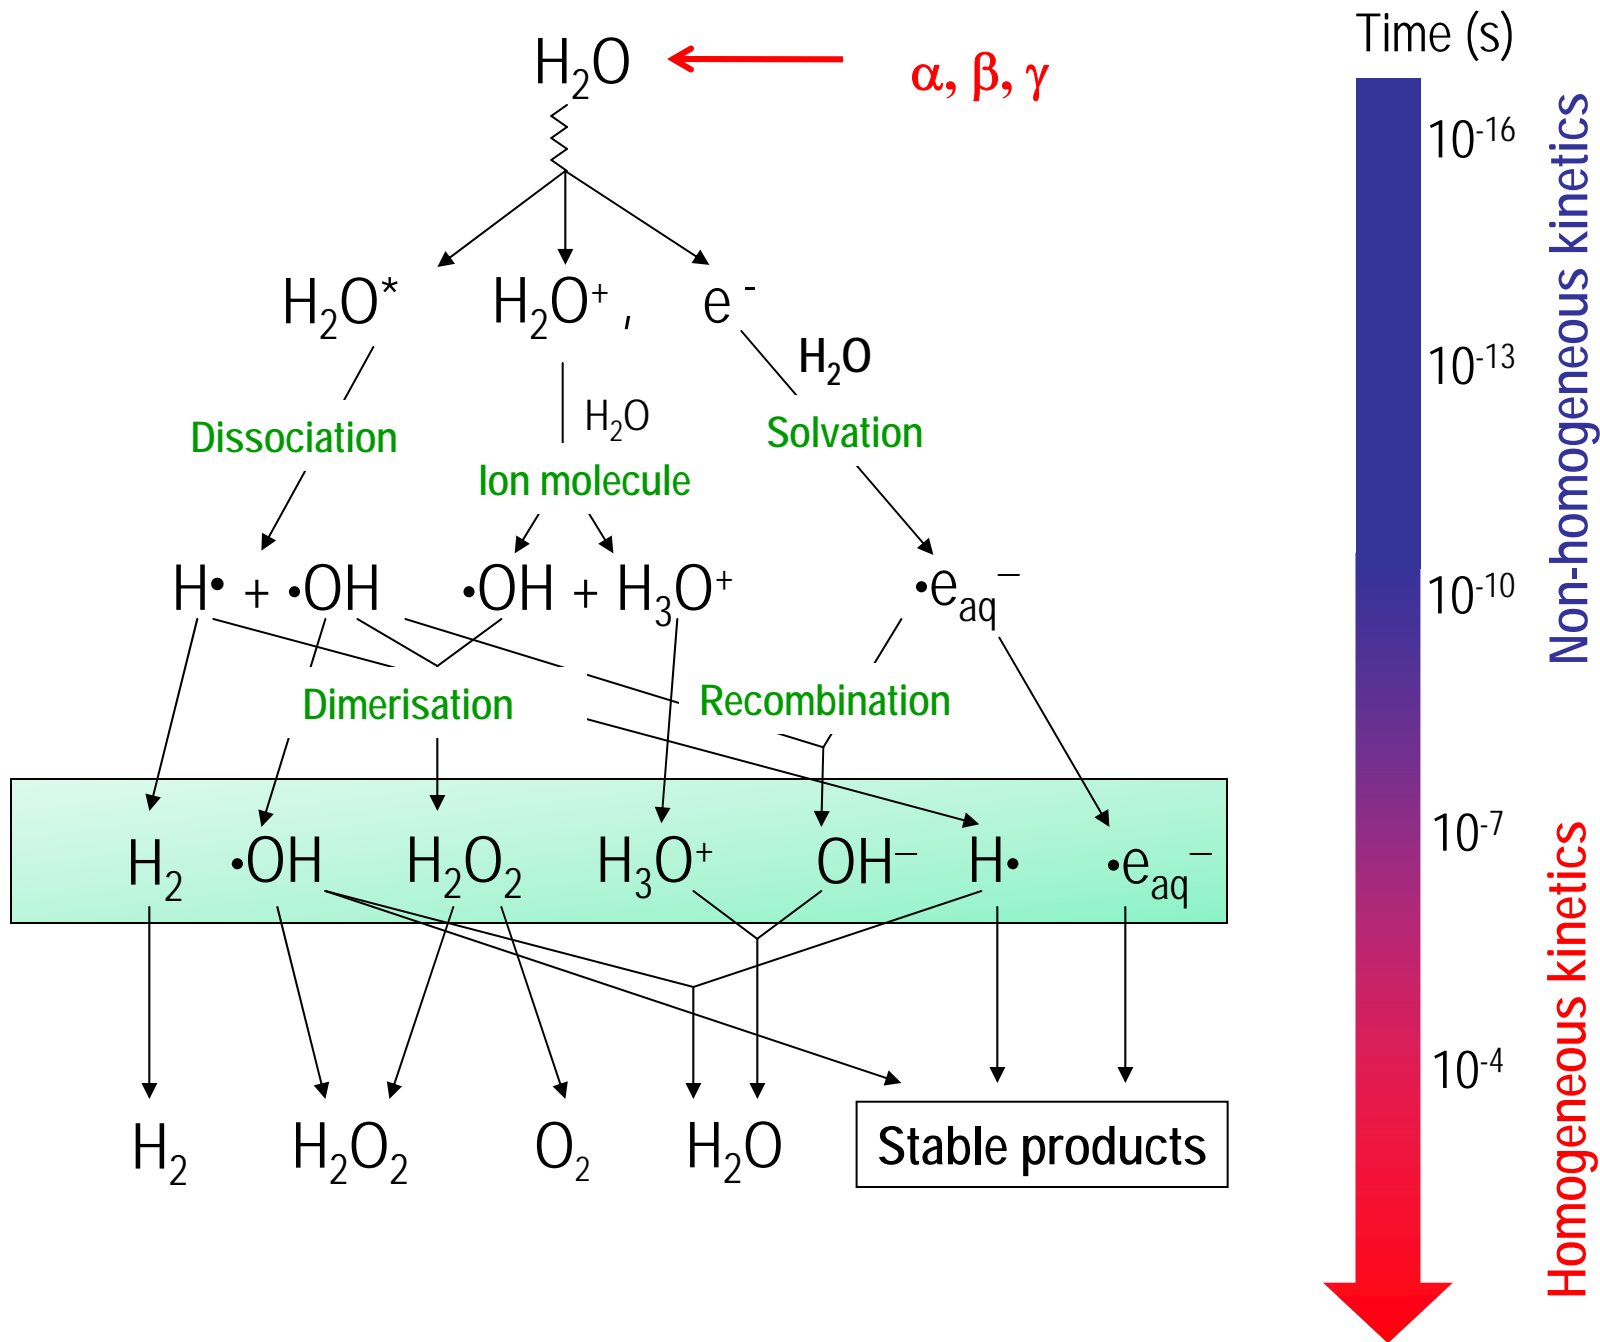 H₂O α, β, γ
H₂O* H₂O⁺ , e⁻
H₂O
H₂O
Dissociation Solvation
Ion molecule
H• + •OH •OH + H₃O⁺ •eaq⁻
Dimerisation Recombination
H₂ •OH H₂O₂ H₃O⁺ OH⁻ H• •eaq⁻
H₂ H₂O₂ O₂ H₂O Stable products
Time (s)
10⁻¹⁶
10⁻¹³
10⁻¹⁰
10⁻⁷
10⁻⁴
Non-homogeneous kinetics
Homogeneous kinetics